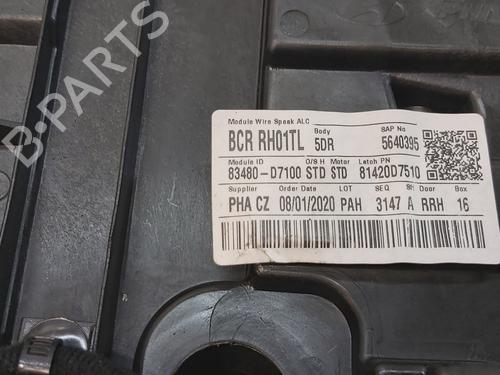 Module Wire Speak ALC Body SAP No
BCR RH01TL 5DR 5640395
Module ID O/S H Motor Latch PN
83480-D7100 STD STD 81420D7510
Supplier Order Date LOT SEQ Sft Door Box
PHA CZ 08/01/2020 PAH 3147 A RRH 16
B PARTS